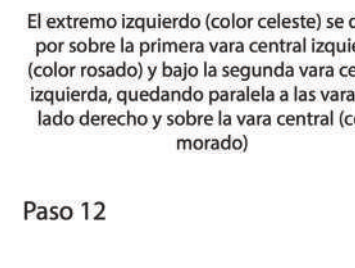 El extremo izquierdo (color celeste) se
por sobre la primera vara central
(color rosado) y bajo la segunda vara
izquierda, quedando paralela a las
lado derecho y sobre la vara central
morado)
Paso 12